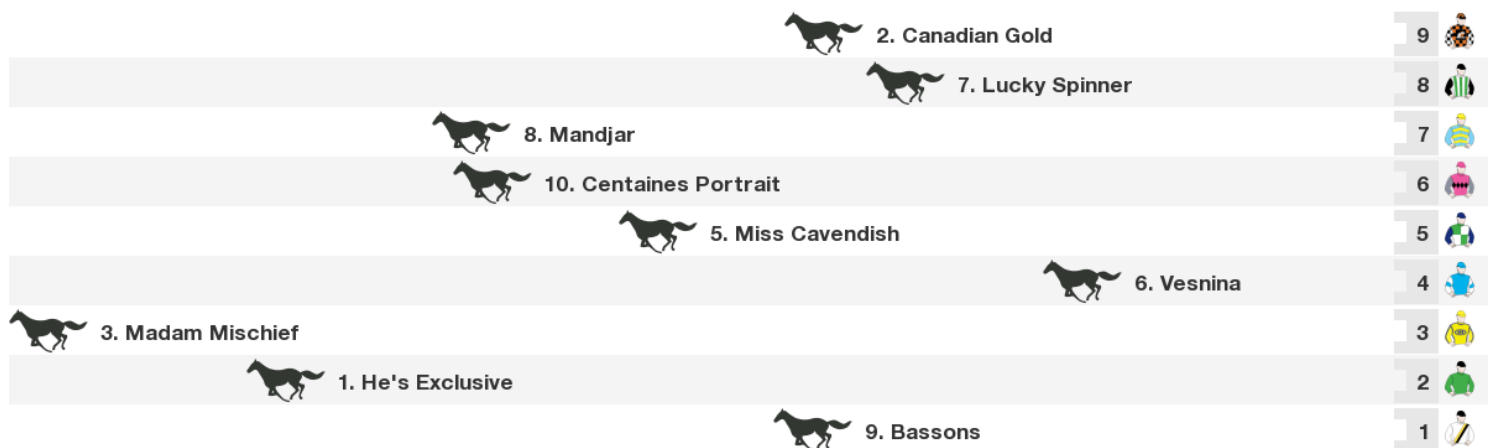 2. Canadian Gold 9
7. Lucky Spinner 8
8. Mandjar 7
10. Centaines Portrait 6
5. Miss Cavendish 5
6. Vesnina 4
3. Madam Mischief 3
1. He's Exclusive 2
9. Bassons 1